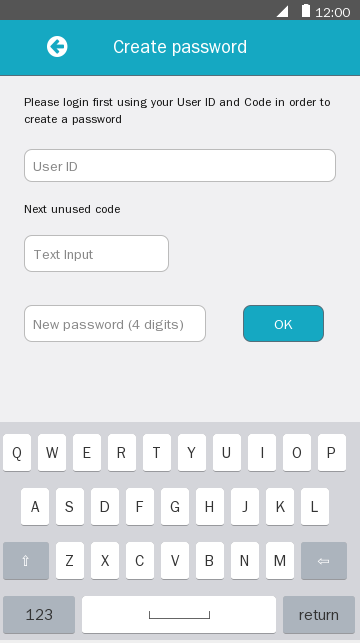 12:00
Create password
Please login first using your User ID and Code in order to
create a password
User ID
Next unused code
Text Input
New password (4 digits)
OK
Q W E R T Y U I O P
A S D F G H J K L
⇧ Z X C V B N M ⇦
123 return